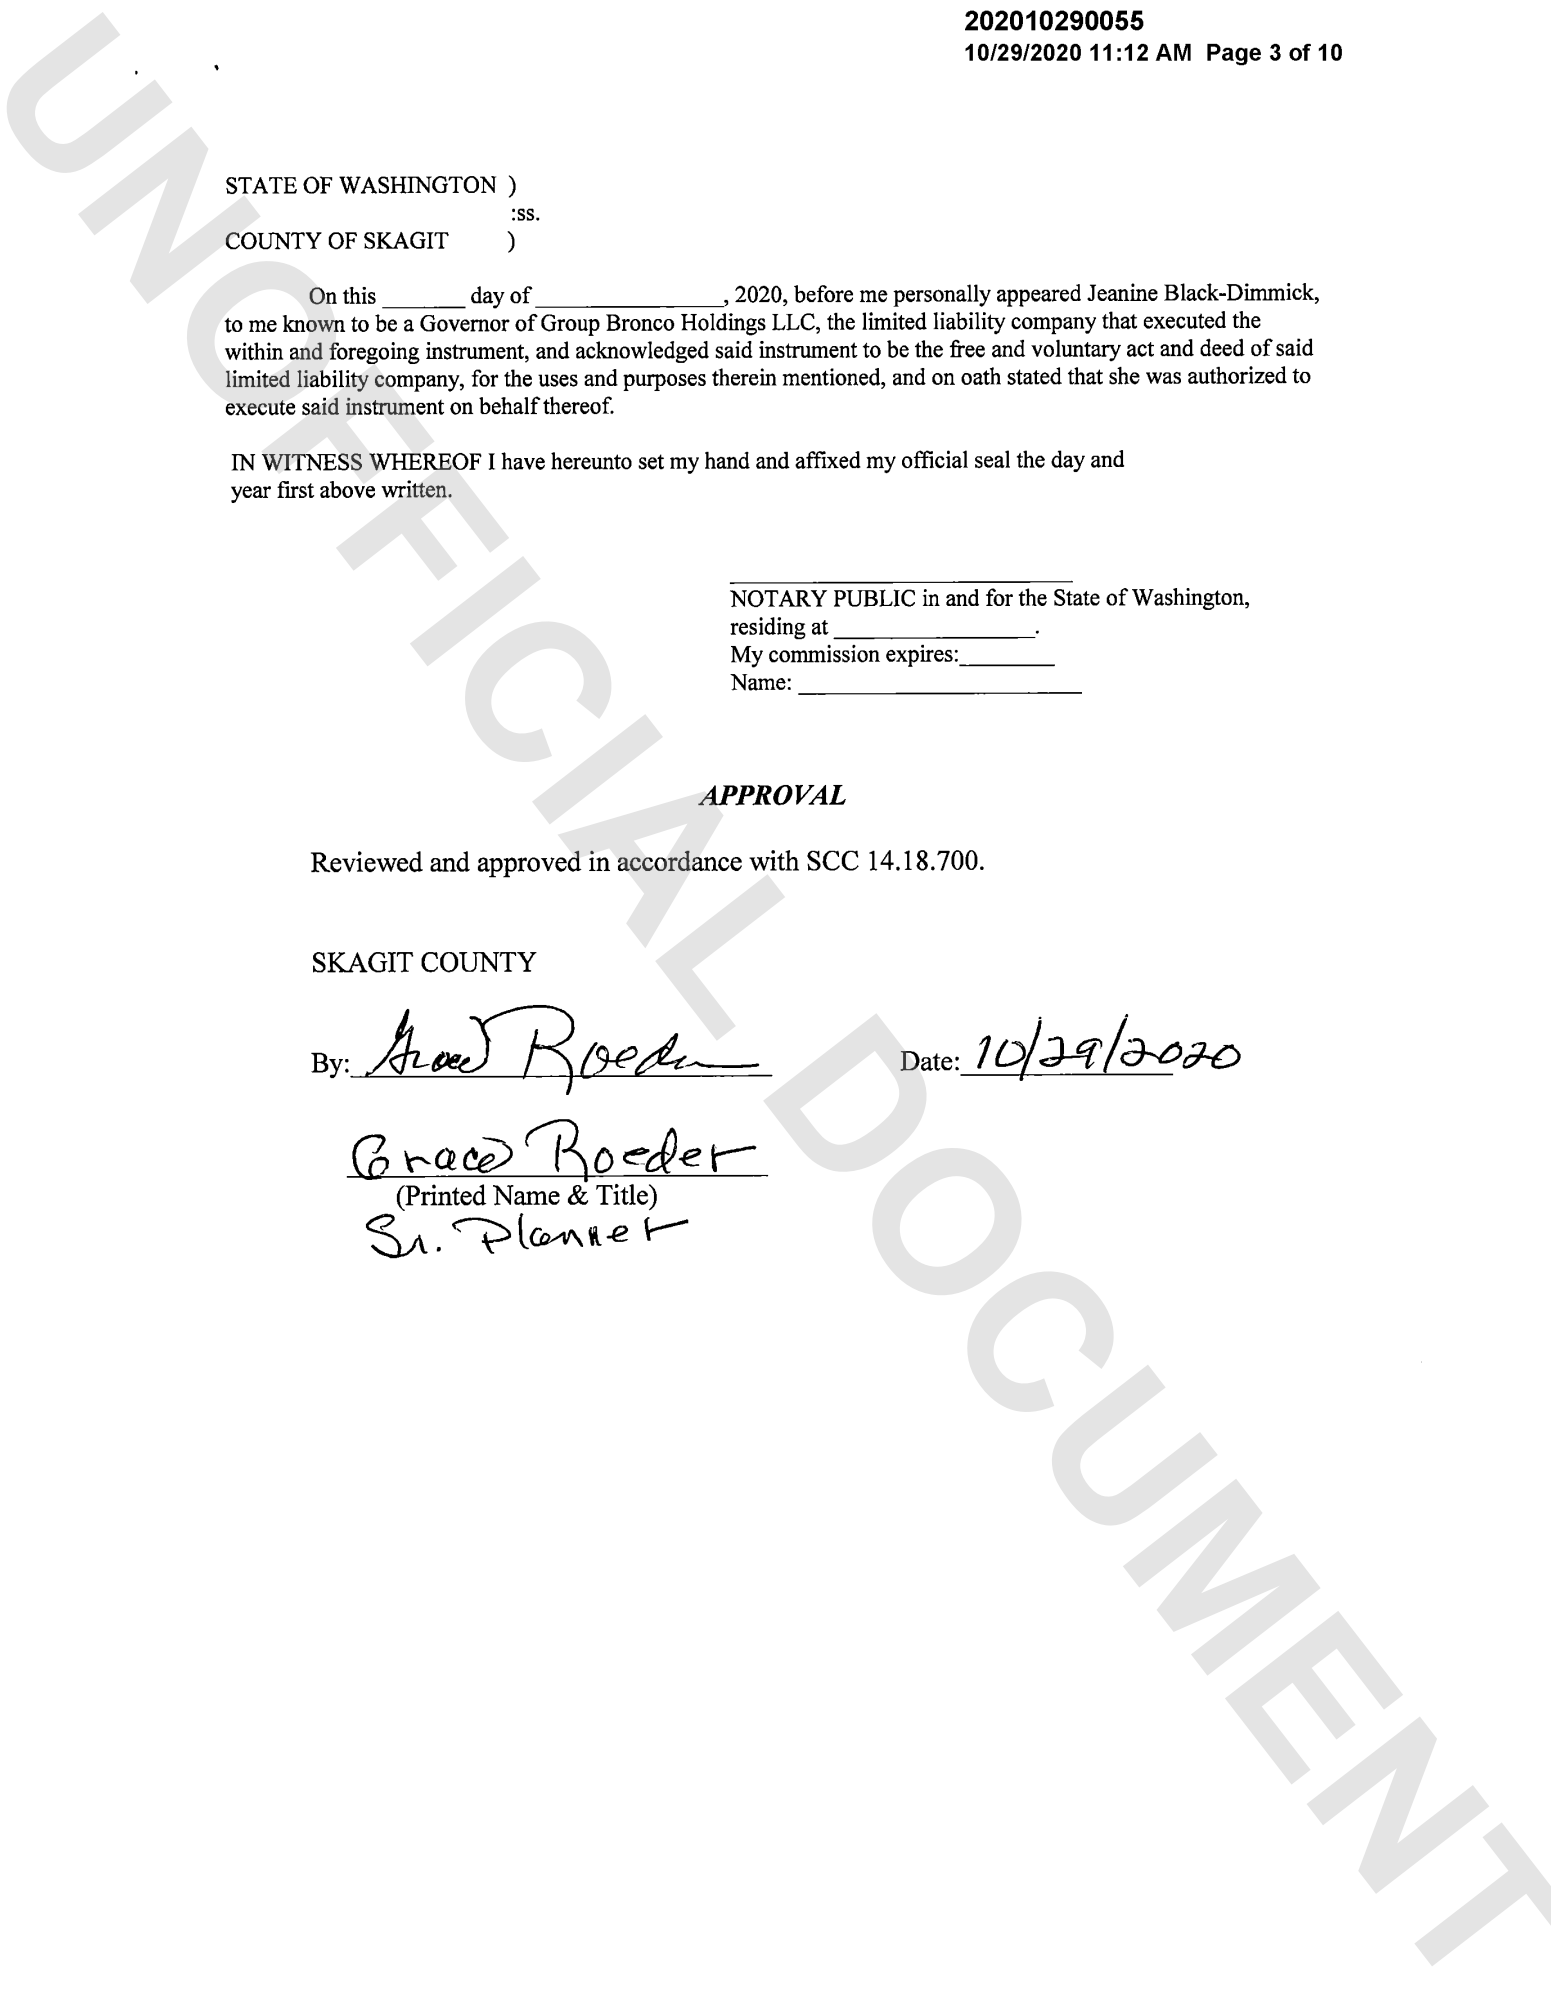 202010290055
10/29/2020 11:12 AM Page 3 of 10
STATE OF WASHINGTON )
:ss.
COUNTY OF SKAGIT )
On this _______ day of ________________, 2020, before me personally appeared Jeanine Black-Dimmick,
to me known to be a Governor of Group Bronco Holdings LLC, the limited liability company that executed the
within and foregoing instrument, and acknowledged said instrument to be the free and voluntary act and deed of said
limited liability company, for the uses and purposes therein mentioned, and on oath stated that she was authorized to
execute said instrument on behalf thereof.
IN WITNESS WHEREOF I have hereunto set my hand and affixed my official seal the day and
year first above written.
NOTARY PUBLIC in and for the State of Washington,
residing at _________________.
My commission expires:________
Name: ________________________
APPROVAL
Reviewed and approved in accordance with SCC 14.18.700.
SKAGIT COUNTY
By: Grace Roeder Date: 10/29/2020
Grace Roeder
(Printed Name & Title)
Sr. Planner
UNOFFICIAL DOCUMENT